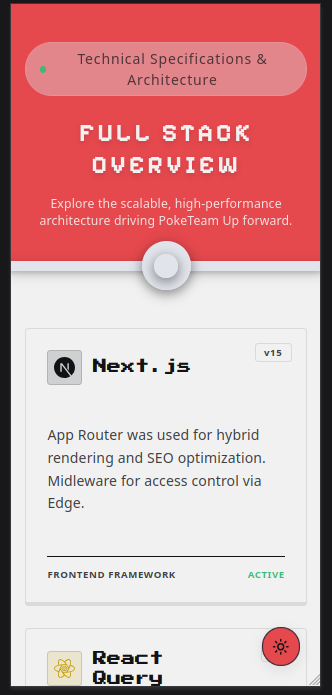 Technical Specifications &
Architecture
FULL STACK
OVERVIEW
Explore the scalable, high-performance
architecture driving PokeTeam Up forward.
v15
Next.js
App Router was used for hybrid
rendering and SEO optimization.
Midleware for access control via
Edge.
FRONTEND FRAMEWORK
ACTIVE
React
Query